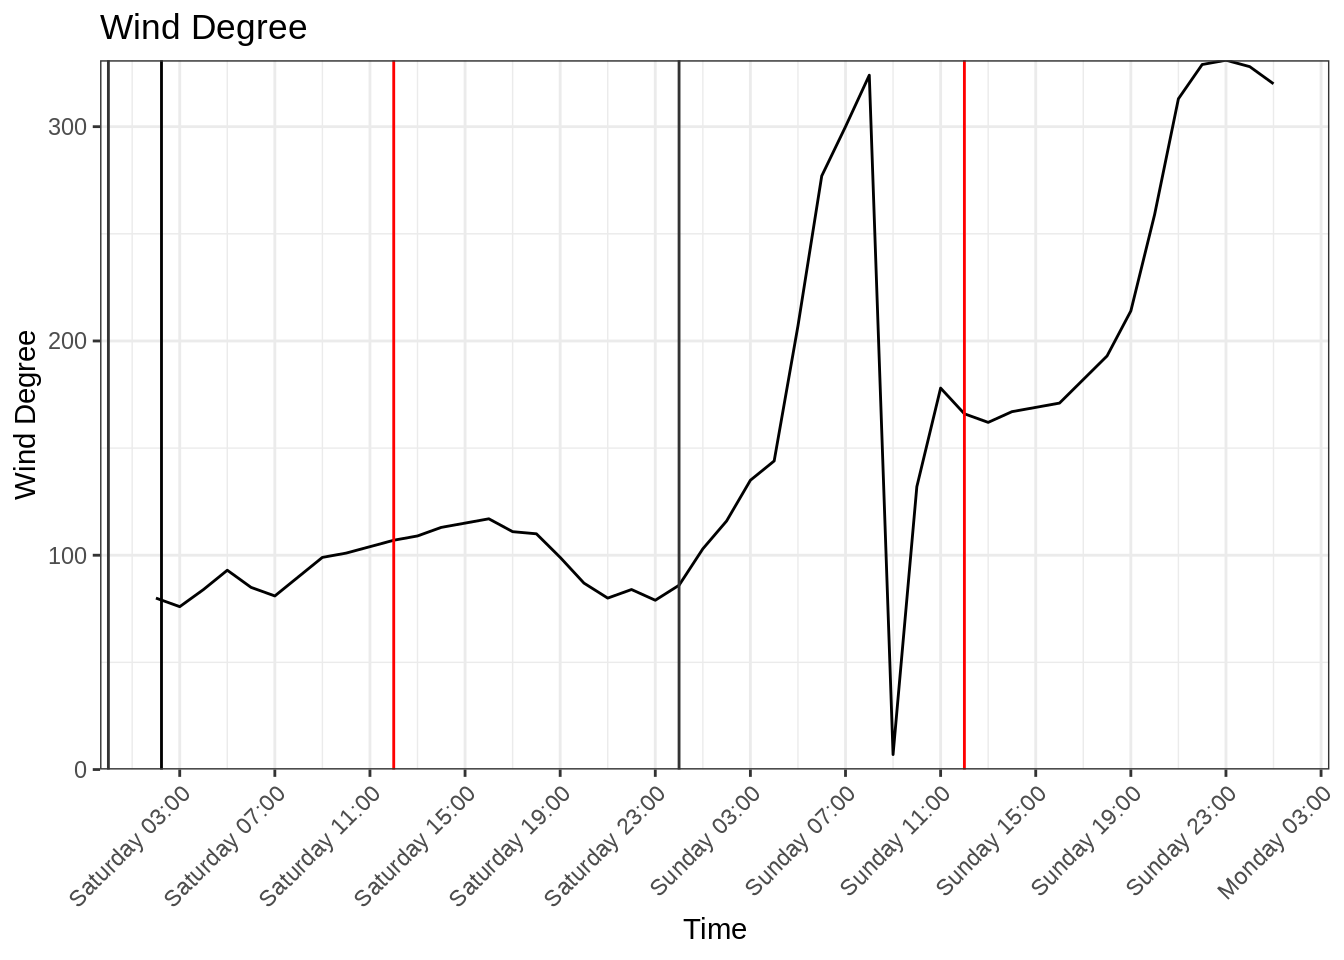 Wind Degree
Wind Degree
300
200
100
0
Saturday 03:00
Saturday 07:00
Saturday 11:00
Saturday 15:00
Saturday 19:00
Saturday 23:00
Sunday 03:00
Sunday 07:00
Sunday 11:00
Sunday 15:00
Sunday 19:00
Sunday 23:00
Monday 03:00
Time